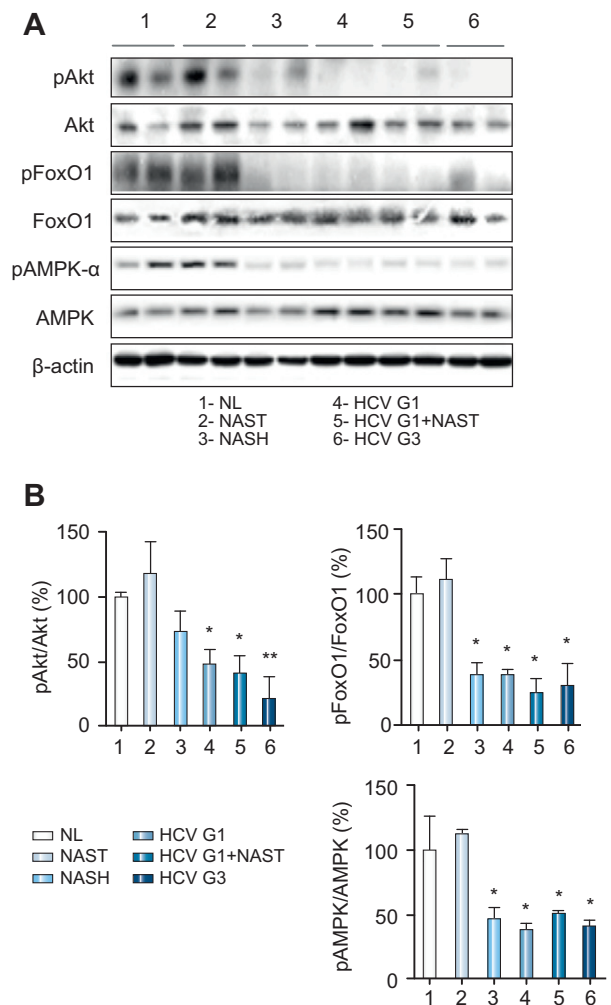 A
1 2 3 4 5 6
pAkt
Akt
pFoxO1
FoxO1
pAMPK-α
AMPK
β-actin
1- NL
2- NAST
3- NASH
4- HCV G1
5- HCV G1+NAST
6- HCV G3
B
pAkt/Akt (%)
150
100
50
0
* * **
1 2 3 4 5 6
pFoxO1/FoxO1 (%)
150
100
50
0
* * * *
1 2 3 4 5 6
NL
NAST
NASH
HCV G1
HCV G1+NAST
HCV G3
pAMPK/AMPK (%)
150
100
50
0
* * * *
1 2 3 4 5 6